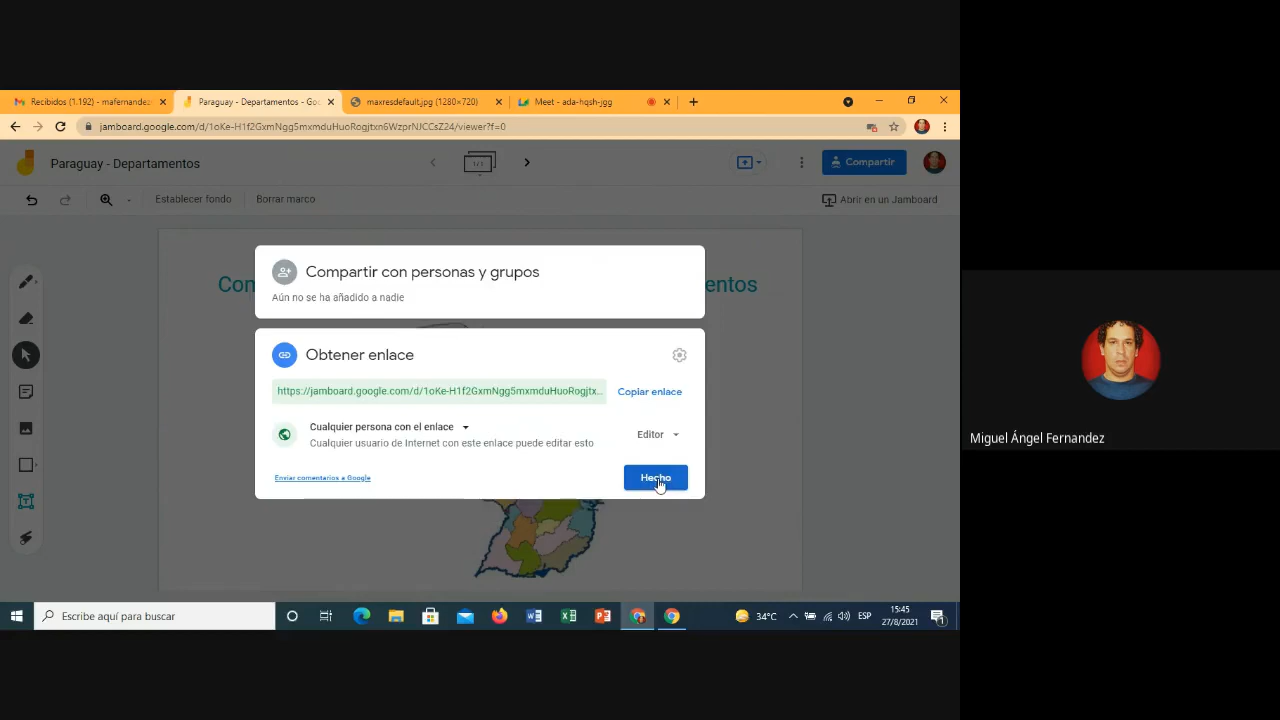 Recibidos (1.192) - mafernandez
Paraguay - Departamentos - Goo
maxresdefault.jpg (1280×720)
Meet - ada-hqsh-jgg
jamboard.google.com/d/1oKe-H1f2GxmNgg5mxmduHuoRogjtxn6WzprNJCCsZ24/viewer?f=0
Paraguay - Departamentos
1/1
Compartir
Establecer fondo
Borrar marco
Abrir en un Jamboard
Compartir con personas y grupos
Aún no se ha añadido a nadie
Obtener enlace
https://jamboard.google.com/d/1oKe-H1f2GxmNgg5mxmduHuoRogjtx...
Copiar enlace
Cualquier persona con el enlace
Cualquier usuario de Internet con este enlace puede editar esto
Editor
Enviar comentarios a Google
Hecho
Miguel Ángel Fernandez
Escribe aquí para buscar
34°C
ESP
15:45
27/8/2021
1